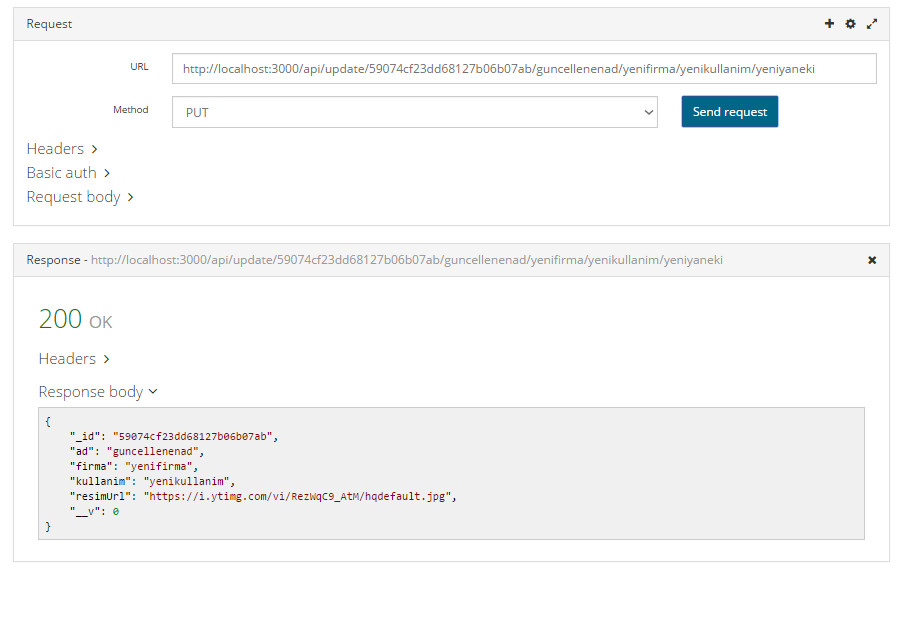 Request
URL
http://localhost:3000/api/update/59074cf23dd68127b06b07ab/guncellenenad/yenifirma/yenikullanim/yeniyaneki
Method
PUT
Send request
Headers
Basic auth
Request body
Response - http://localhost:3000/api/update/59074cf23dd68127b06b07ab/guncellenenad/yenifirma/yenikullanim/yeniyaneki
200 OK
Headers
Response body
{
"_id": "59074cf23dd68127b06b07ab",
"ad": "guncellenenad",
"firma": "yenifirma",
"kullanim": "yenikullanim",
"resimUrl": "https://i.ytimg.com/vi/RezWqC9_AtM/hqdefault.jpg",
"__v": 0
}